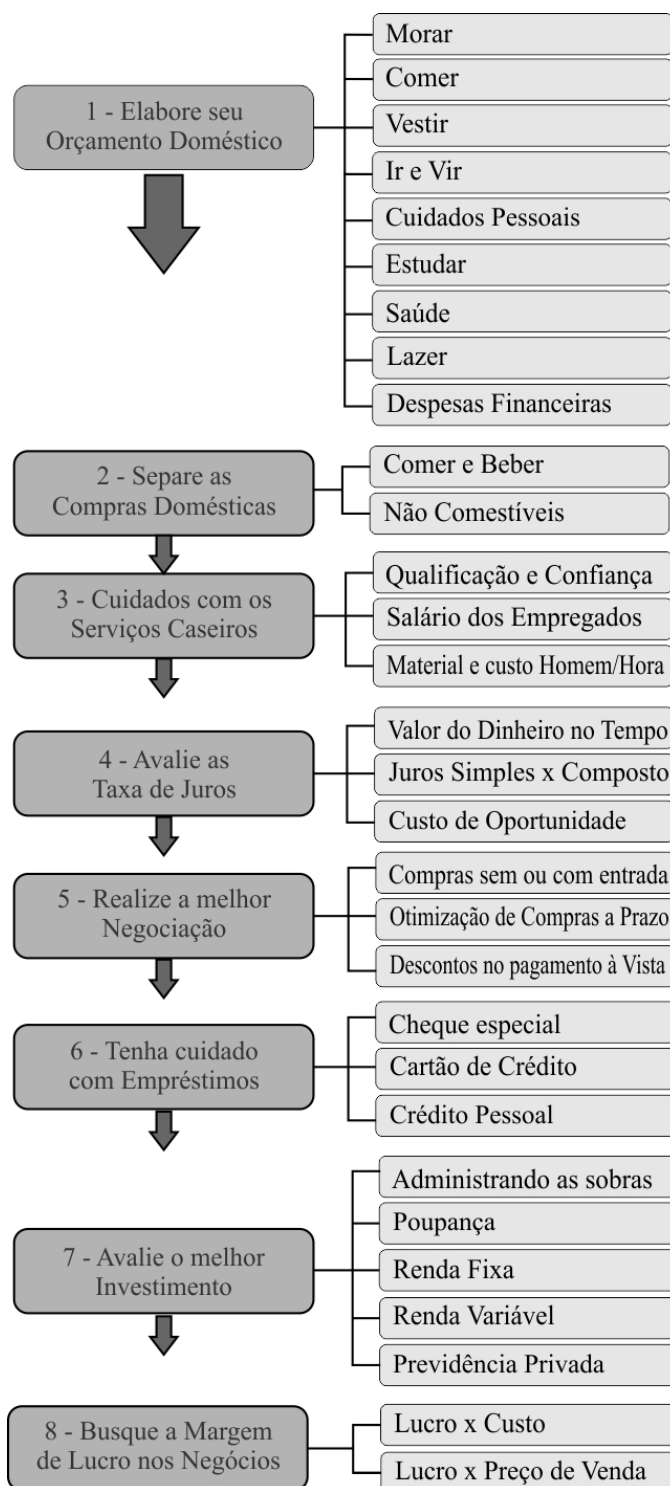 1 - Elabore seu
Orçamento Doméstico
Morar
Comer
Vestir
Ir e Vir
Cuidados Pessoais
Estudar
Saúde
Lazer
Despesas Financeiras
2 - Separe as
Compras Domésticas
Comer e Beber
Não Comestíveis
3 - Cuidados com os
Serviços Caseiros
Qualificação e Confiança
Salário dos Empregados
Material e custo Homem/Hora
4 - Avalie as
Taxa de Juros
Valor do Dinheiro no Tempo
Juros Simples x Composto
Custo de Oportunidade
5 - Realize a melhor
Negociação
Compras sem ou com entrada
Otimização de Compras a Prazo
Descontos no pagamento à Vista
6 - Tenha cuidado
com Empréstimos
Cheque especial
Cartão de Crédito
Crédito Pessoal
7 - Avalie o melhor
Investimento
Administrando as sobras
Poupança
Renda Fixa
Renda Variável
Previdência Privada
8 - Busque a Margem
de Lucro nos Negócios
Lucro x Custo
Lucro x Preço de Venda